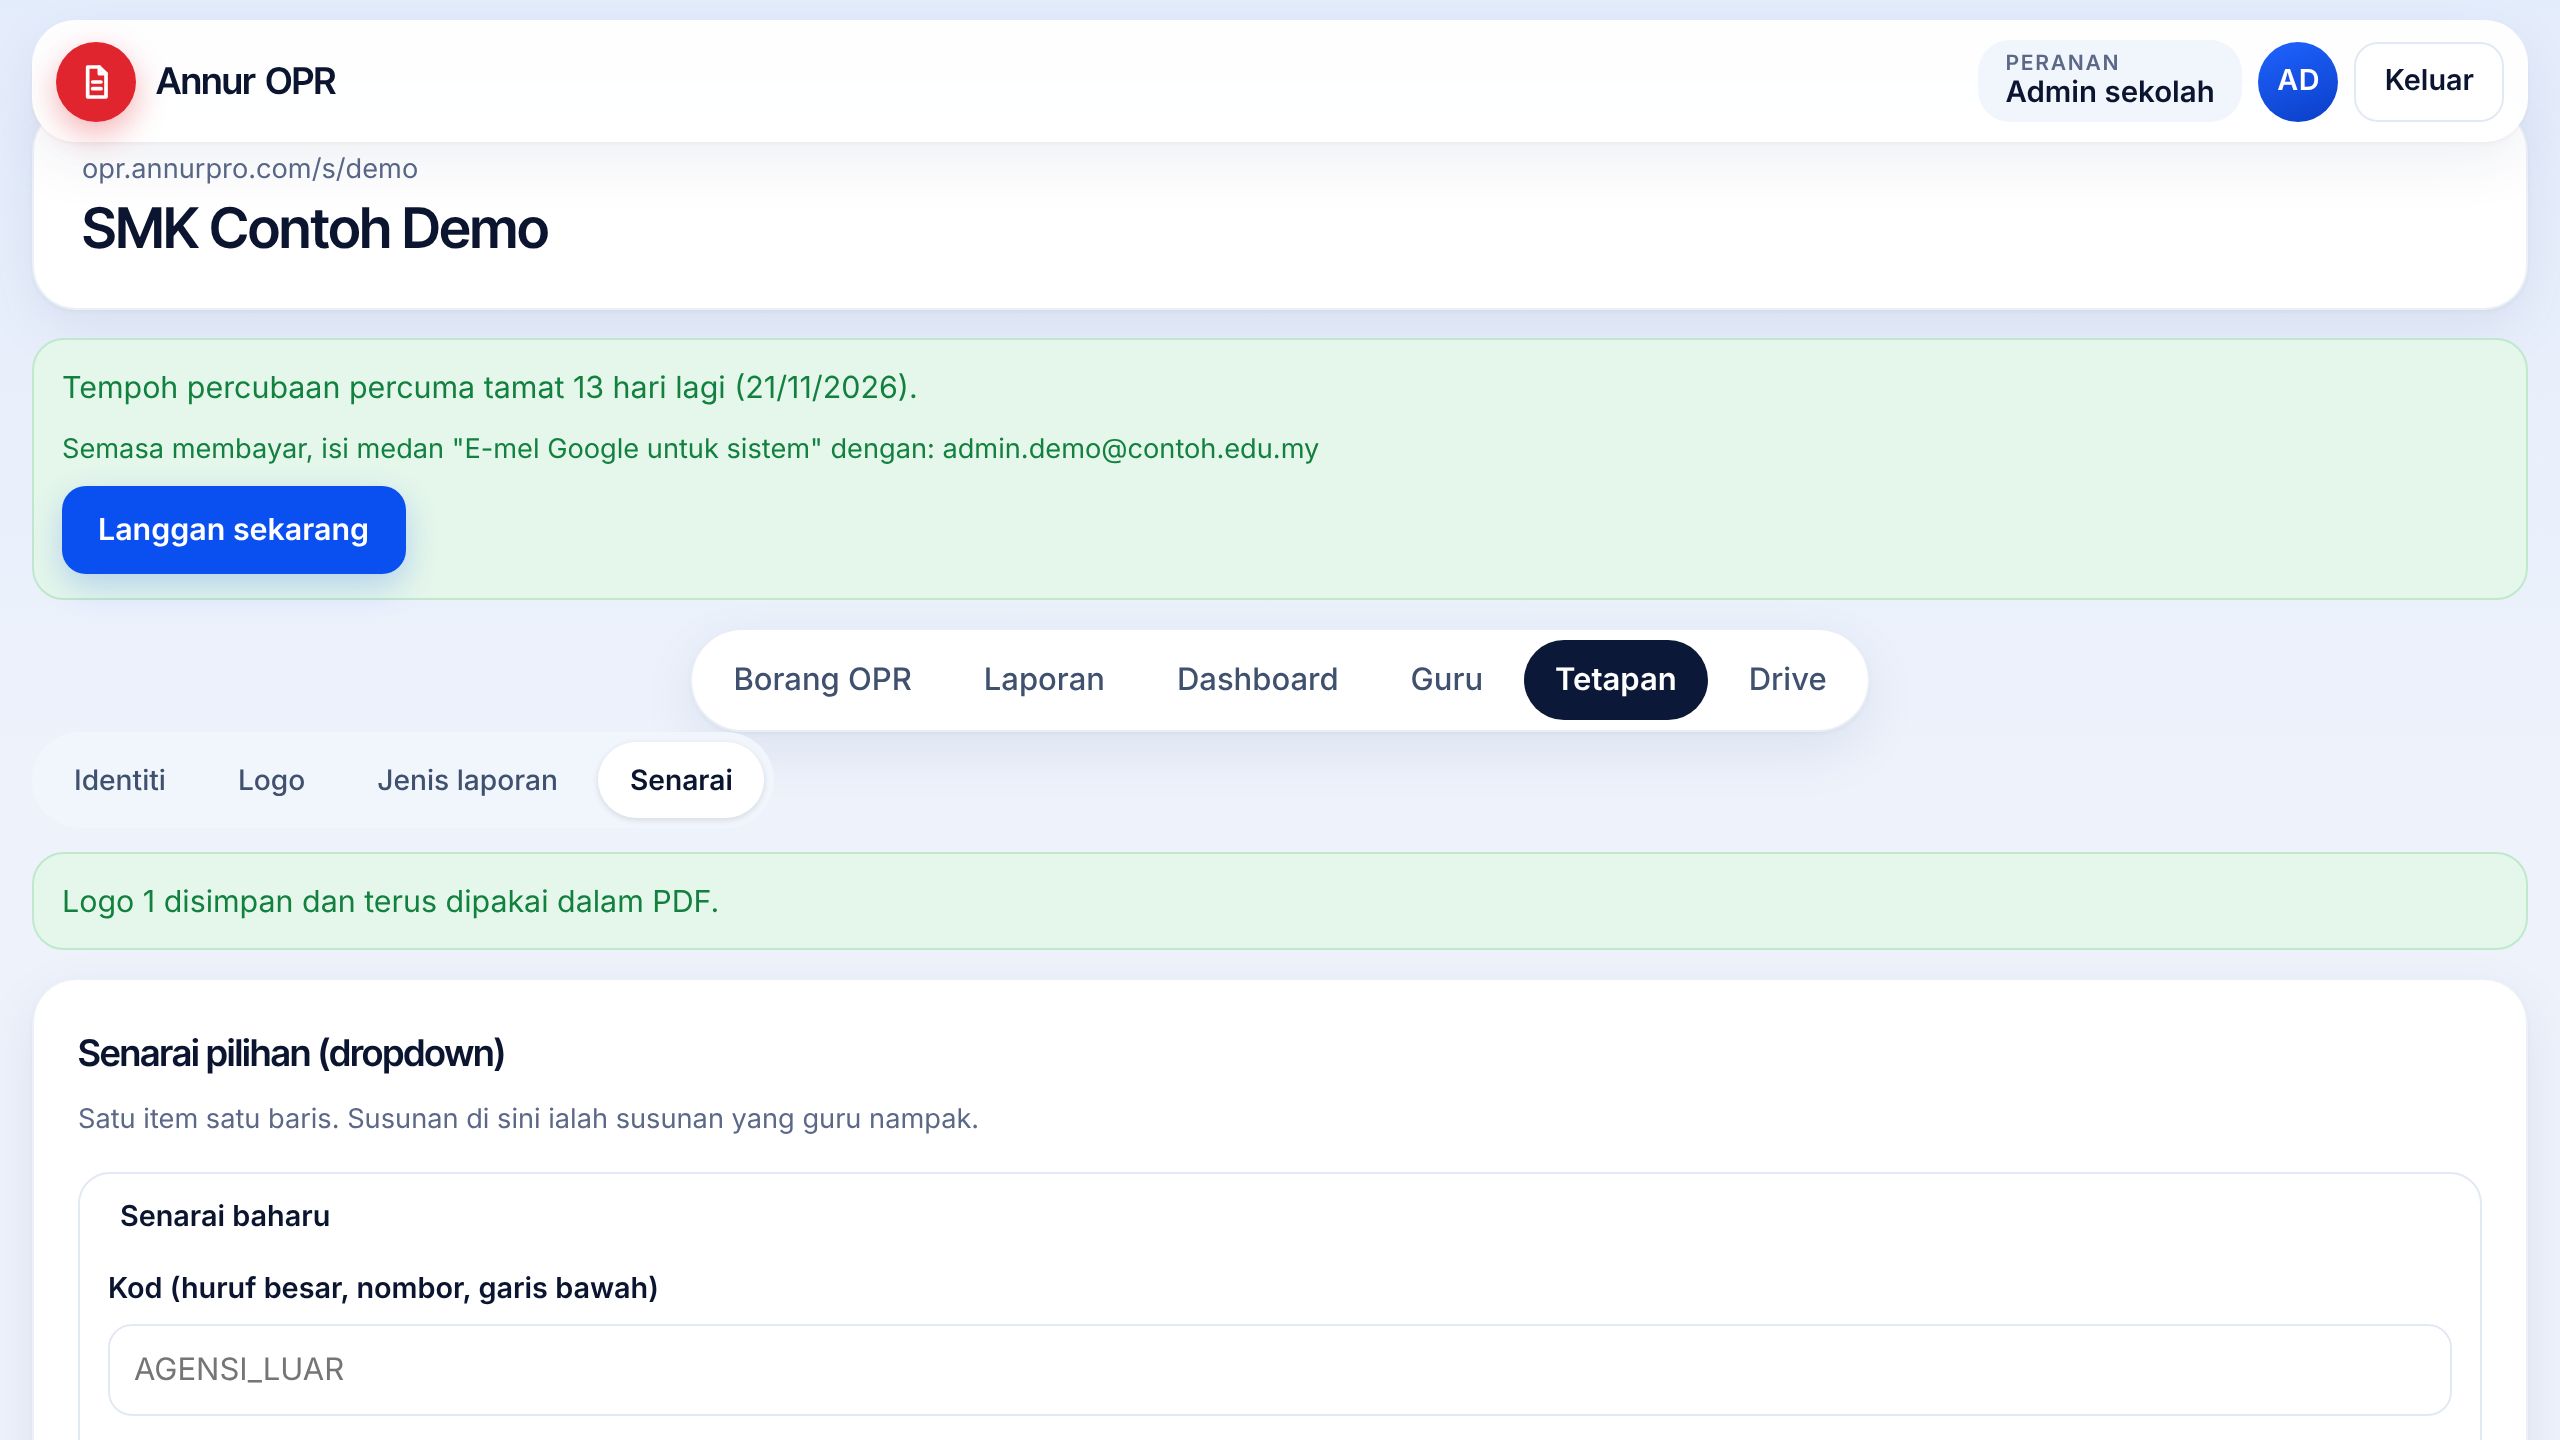 Annur OPR
PERANAN
Admin sekolah
AD
Keluar
opr.annurpro.com/s/demo
SMK Contoh Demo
Tempoh percubaan percuma tamat 13 hari lagi (21/11/2026).
Semasa membayar, isi medan "E-mel Google untuk sistem" dengan: admin.demo@contoh.edu.my
Langgan sekarang
Borang OPR
Laporan
Dashboard
Guru
Tetapan
Drive
Identiti
Logo
Jenis laporan
Senarai
Logo 1 disimpan dan terus dipakai dalam PDF.
Senarai pilihan (dropdown)
Satu item satu baris. Susunan di sini ialah susunan yang guru nampak.
Senarai baharu
Kod (huruf besar, nombor, garis bawah)
AGENSI_LUAR